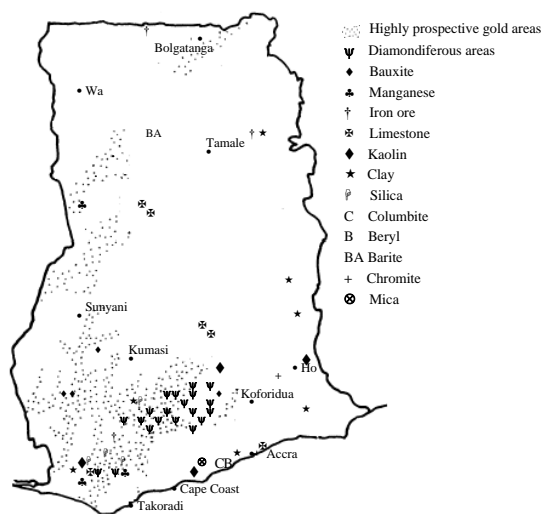 Bolgatanga
Wa
BA
Tamale
Sunyani
Kumasi
Ho
Koforidua
Accra
CB
Cape Coast
Takoradi
Highly prospective gold areas
Diamondiferous areas
Bauxite
Manganese
Iron ore
Limestone
Kaolin
Clay
Silica
C Columbite
B Beryl
BA Barite
Chromite
Mica